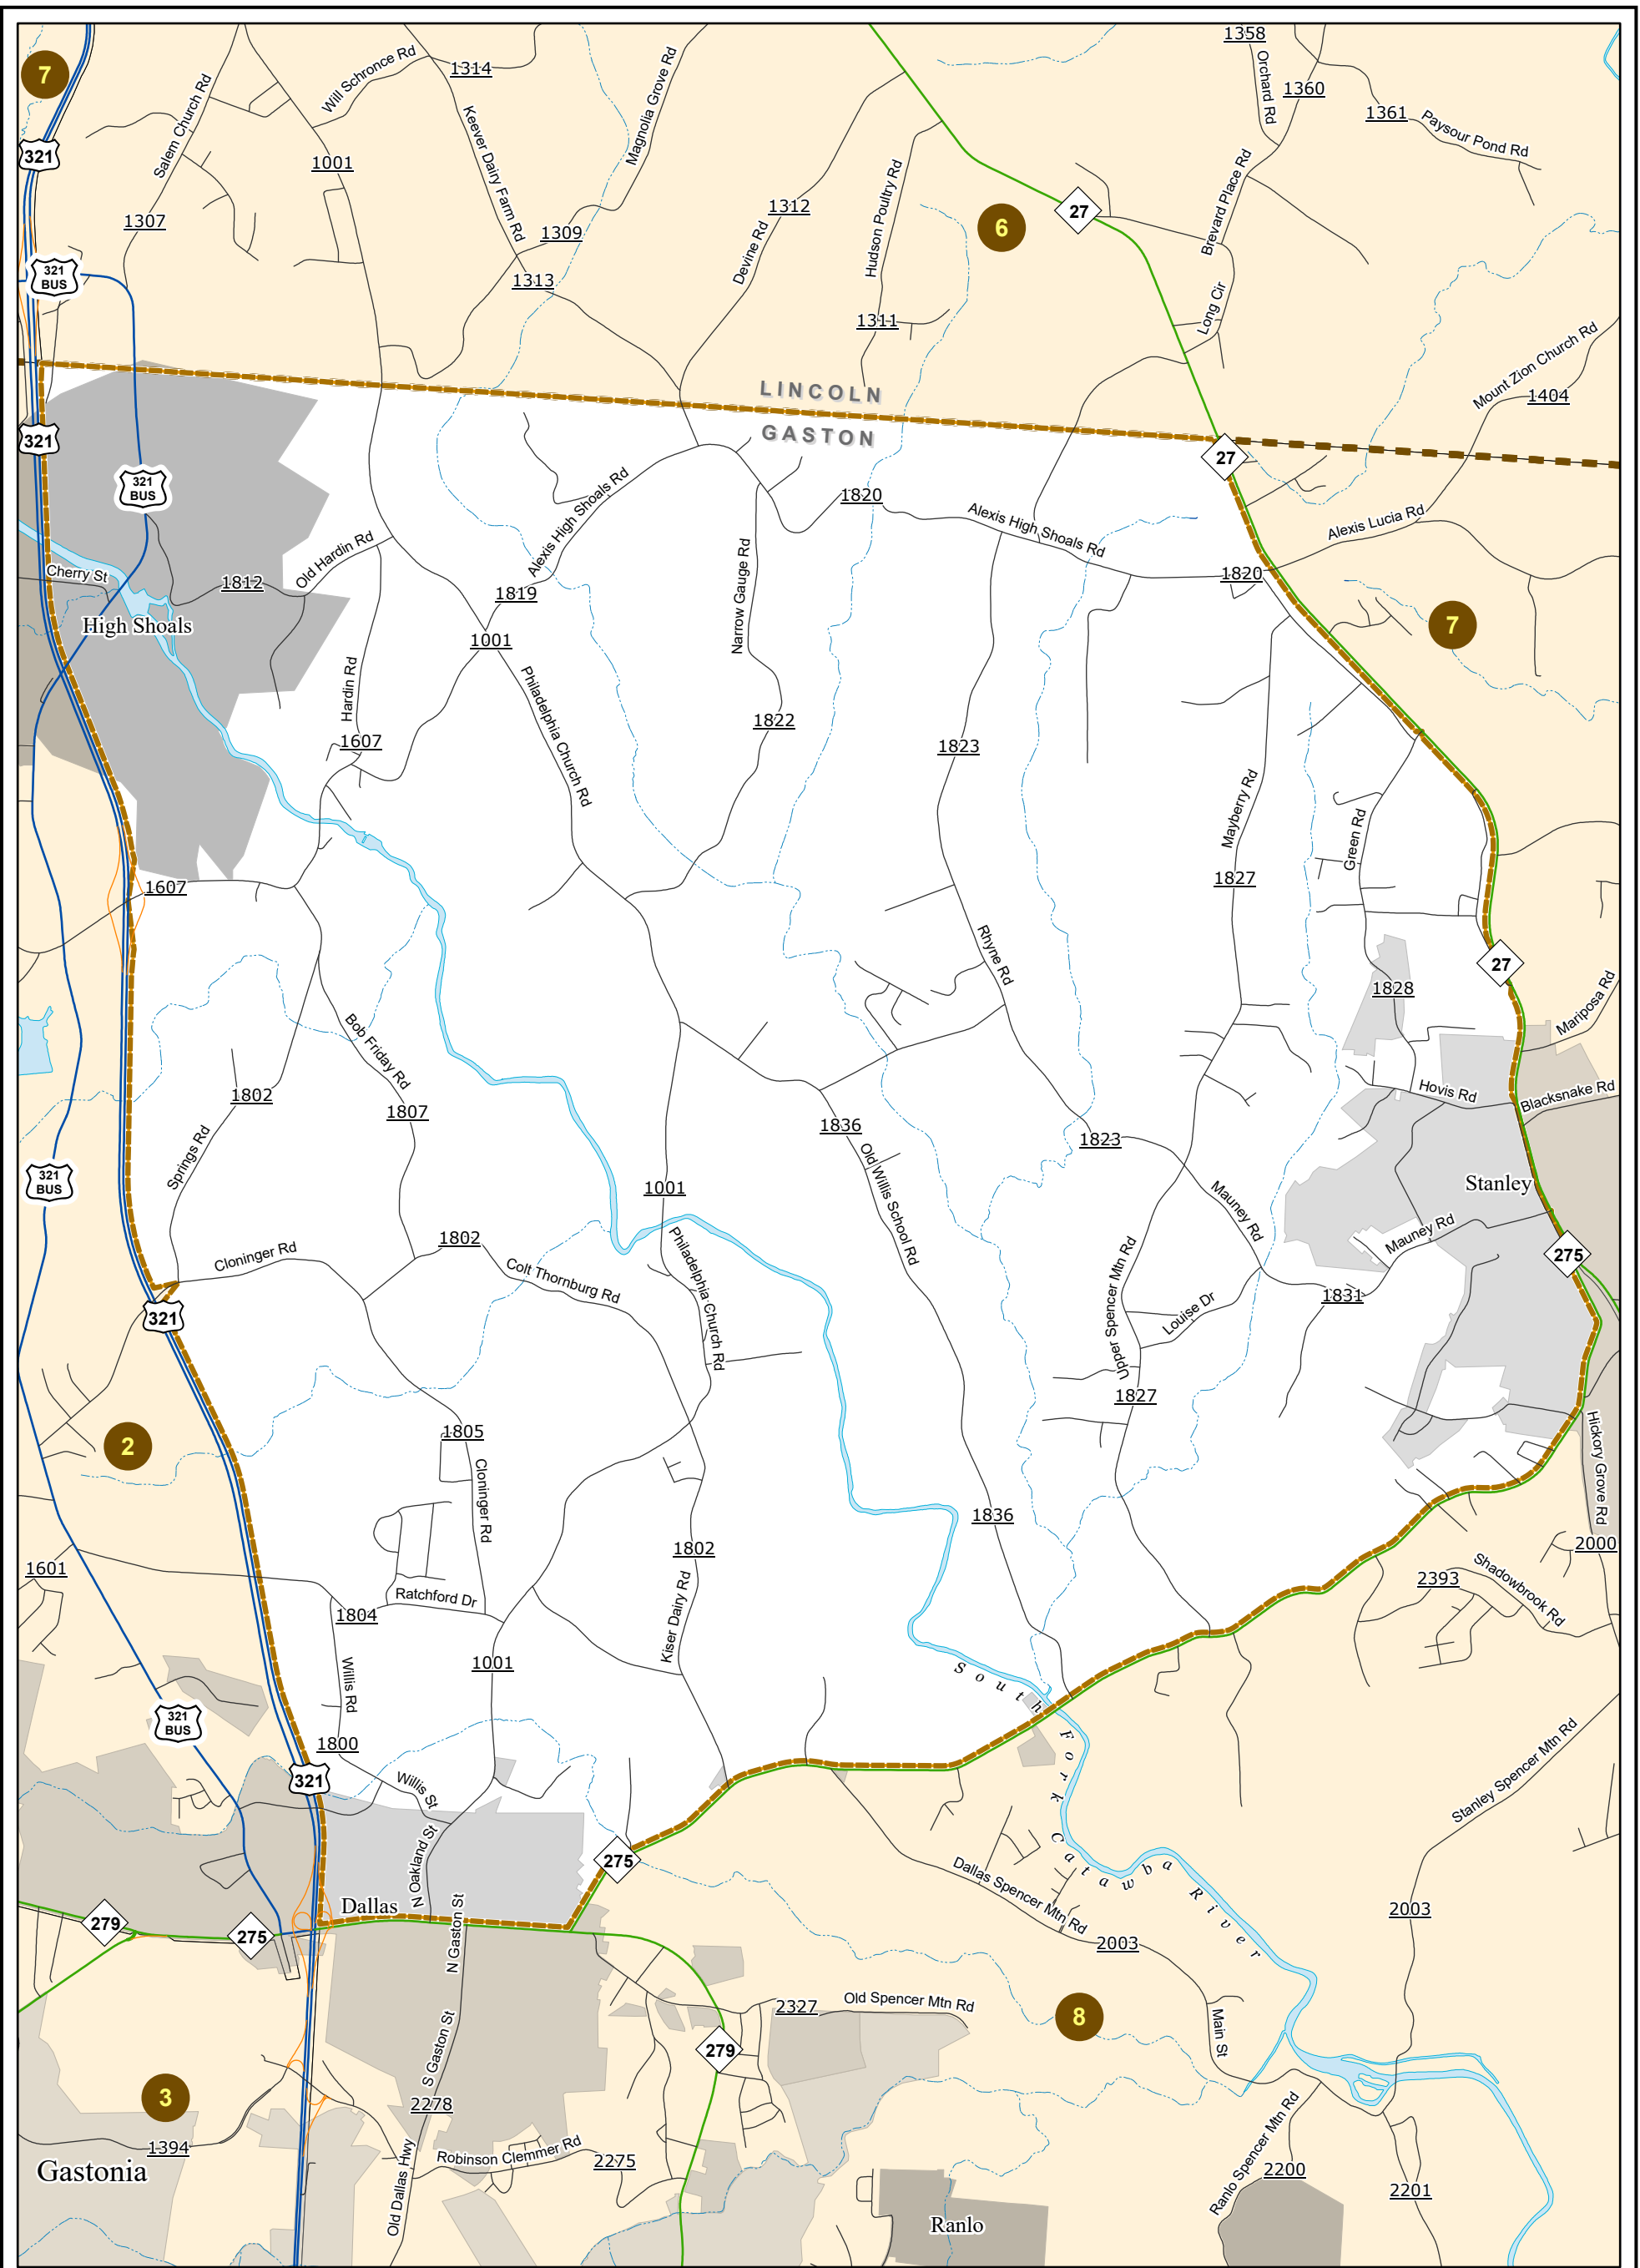 1358
Orchard Rd
1360
1361
Paysour Pond Rd
7
Will Schronce Rd
1314
Magnolia Grove Rd
Salem Church Rd
Keever Dairy Farm Rd
321
1001
1307
1309
1312
Devine Rd
Hudson Poultry Rd
6
27
Brevard Place Rd
321
BUS
1313
1311
Long Cir
Mount Zion Church Rd
1404
LINCOLN
GASTON
321
27
321
BUS
1820
Alexis High Shoals Rd
Alexis High Shoals Rd
Alexis Lucia Rd
Old Hardin Rd
Cherry St
1812
1819
1820
Narrow Gauge Rd
High Shoals
1001
7
Hardin Rd
Philadelphia Church Rd
1607
1822
1823
Mayberry Rd
Green Rd
1607
1827
Rhyne Rd
27
1828
Mariposa Rd
Bob Friday Rd
1802
1807
Hovis Rd
Blacksnake Rd
1836
1823
Springs Rd
321
BUS
1001
Old Willis School Rd
Mauney Rd
Stanley
Mauney Rd
1802
Cloninger Rd
Philadelphia Church Rd
Upper Spencer Mtn Rd
275
Colt Thornburg Rd
Louise Dr
1831
321
1827
2
1805
Cloninger Rd
Hickory Grove Rd
1836
1802
2000
1601
Ratchford Dr
Kiser Dairy Rd
2393
Shadowbrook Rd
1804
1001
Willis Rd
South Fork Catawba River
321
BUS
1800
321
Willis St
Stanley Spencer Mtn Rd
N Oakland St
275
Dallas Spencer Mtn Rd
Dallas
279
275
N Gaston St
2003
2003
2327
Old Spencer Mtn Rd
8
Main St
S Gaston St
279
3
2278
1394
Robinson Clemmer Rd
2275
Gastonia
Old Dallas Hwy
Ranlo Spencer Mtn Rd
2200
2201
Ranlo